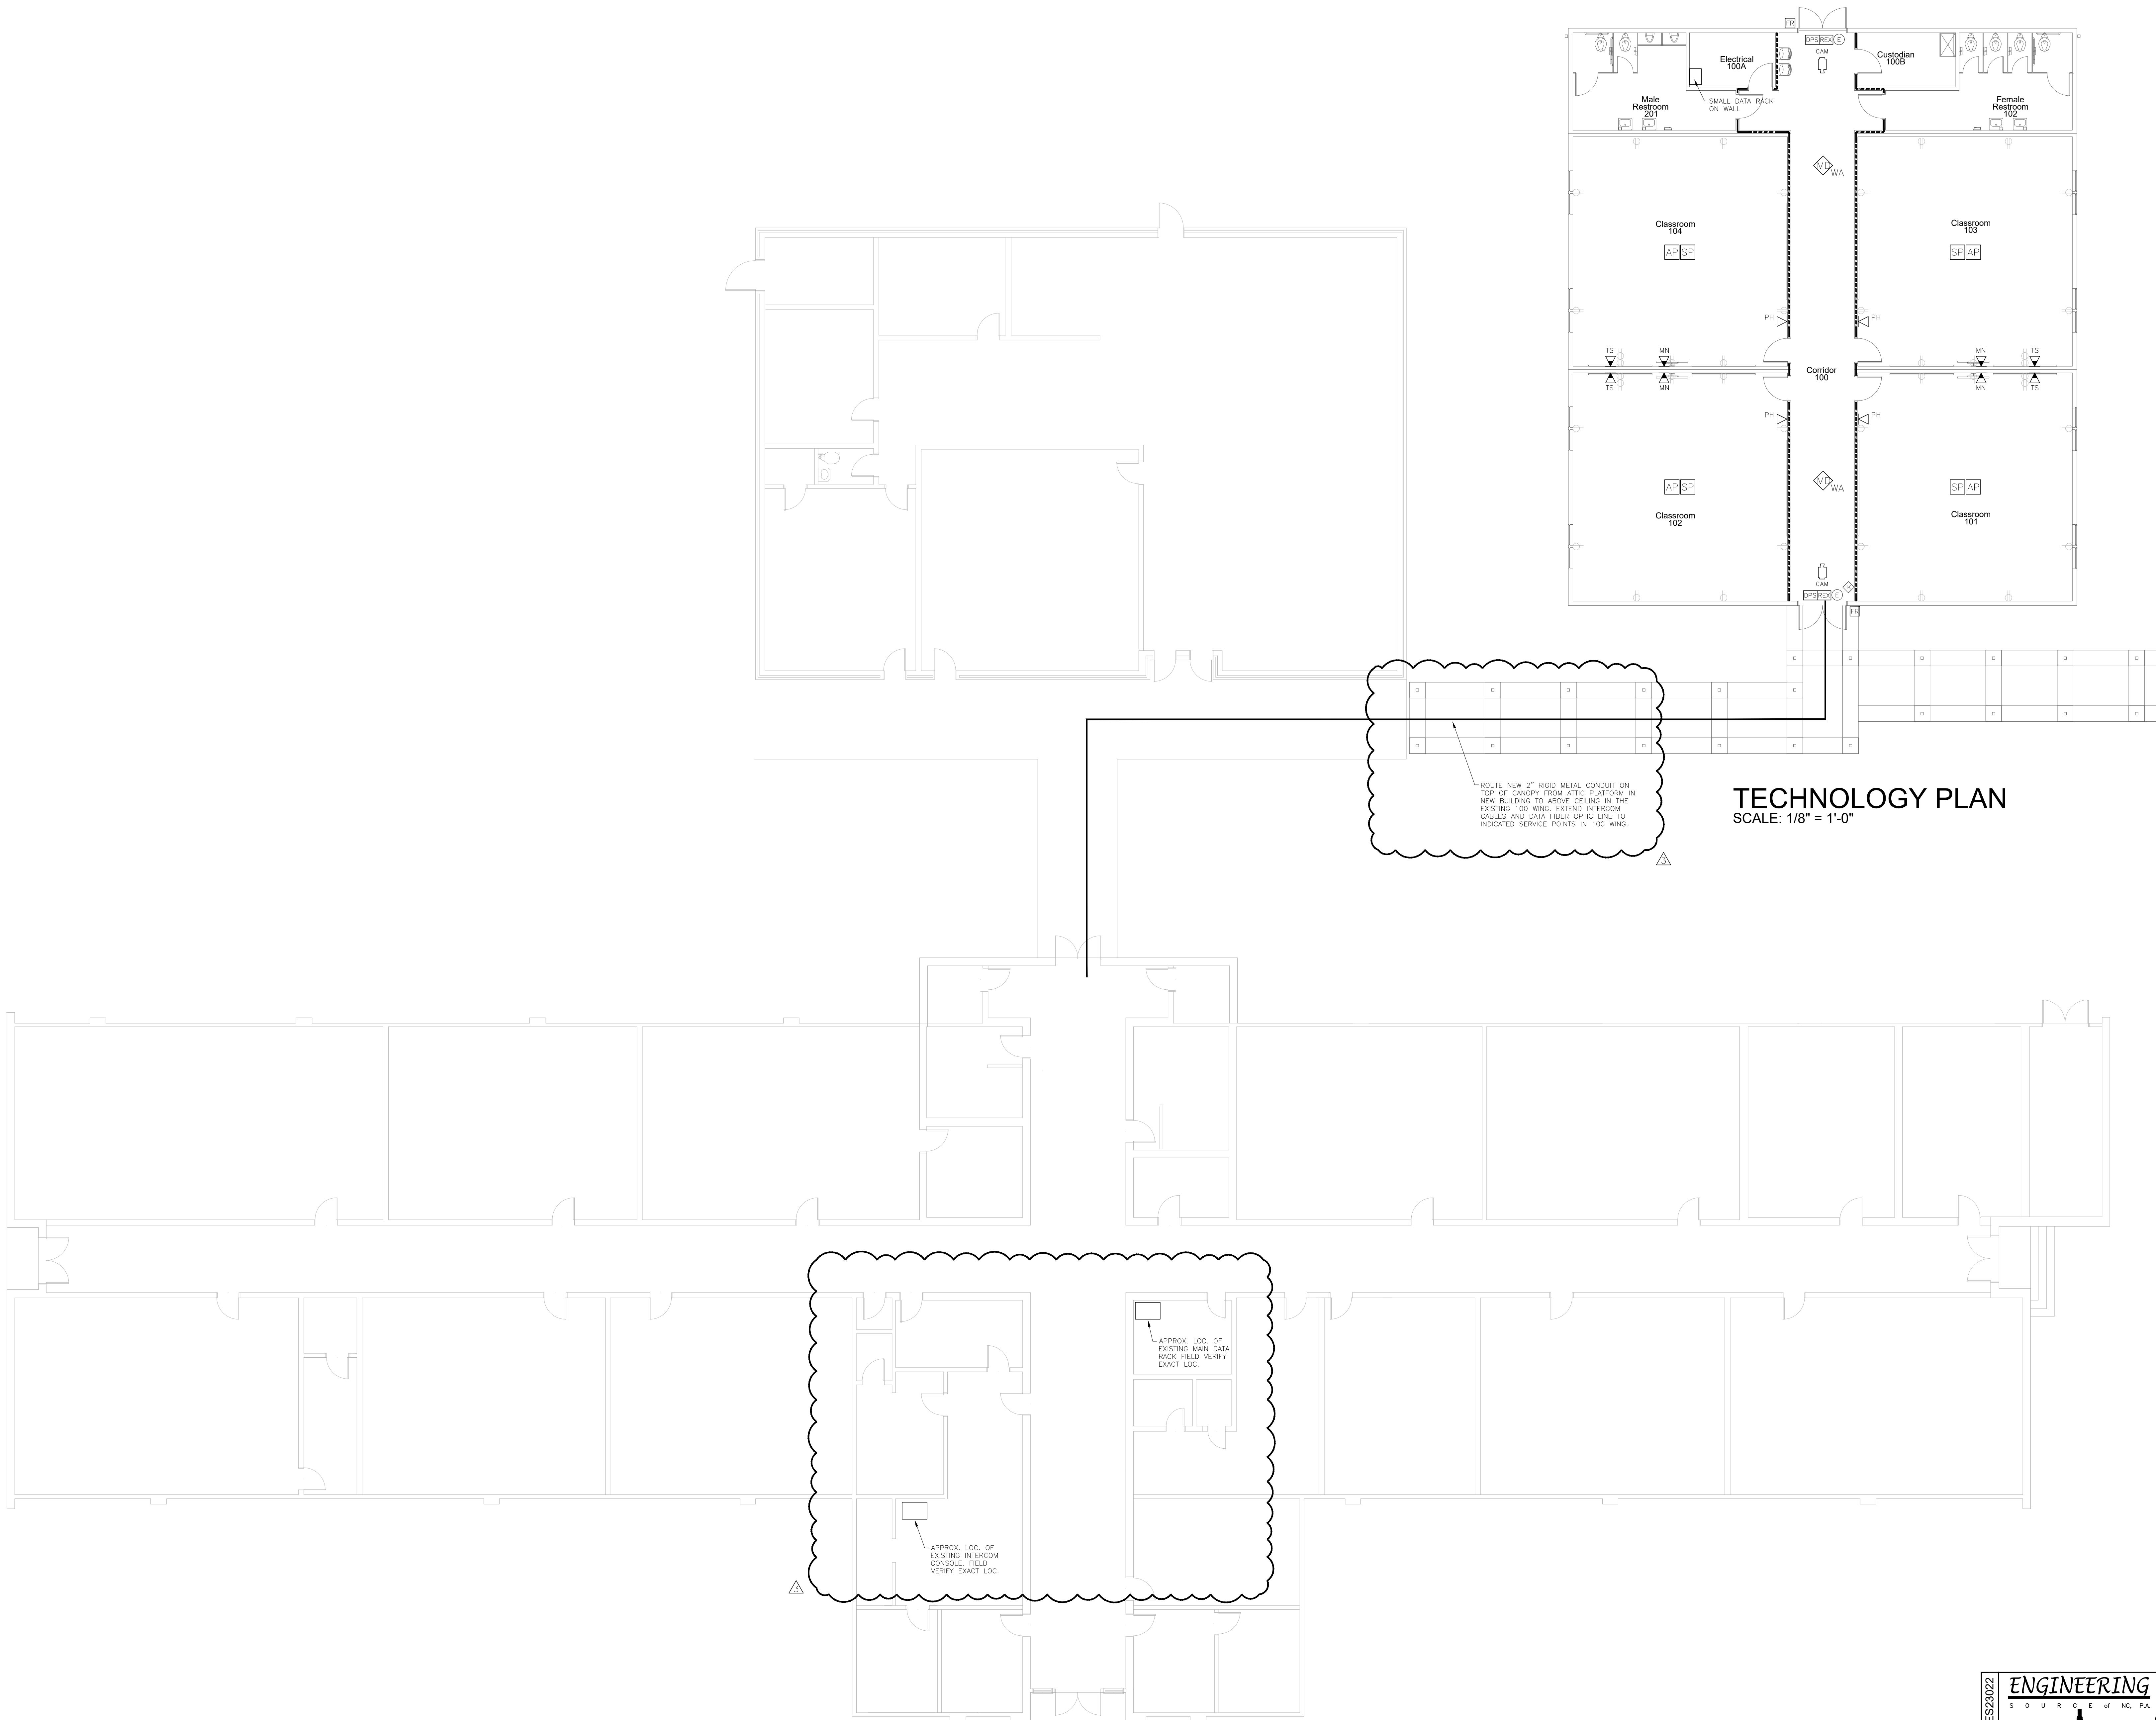 FR
DPS REX E
CAM
Electrical
100A
Custodian
100B
SMALL DATA RACK
ON WALL
Male
Restroom
201
Female
Restroom
102
MD
WA
Classroom
104
Classroom
103
AP SP
SP AP
PH
PH
TS
MN
MN
TS
Corridor
100
TS
MN
MN
TS
PH
PH
AP SP
MD
WA
SP AP
Classroom
102
Classroom
101
CAM
DPS REX E
FR
ROUTE NEW 2" RIGID METAL CONDUIT ON
TOP OF CANOPY FROM ATTIC PLATFORM IN
NEW BUILDING TO ABOVE CEILING IN THE
EXISTING 100 WING. EXTEND INTERCOM
CABLES AND DATA FIBER OPTIC LINE TO
INDICATED SERVICE POINTS IN 100 WING.
3
TECHNOLOGY PLAN
SCALE: 1/8" = 1'-0"
APPROX. LOC. OF
EXISTING MAIN DATA
RACK FIELD VERIFY
EXACT LOC.
APPROX. LOC. OF
EXISTING INTERCOM
CONSOLE. FIELD
VERIFY EXACT LOC.
3
ES23022
ENGINEERING
SOURCE of NC, P.A.